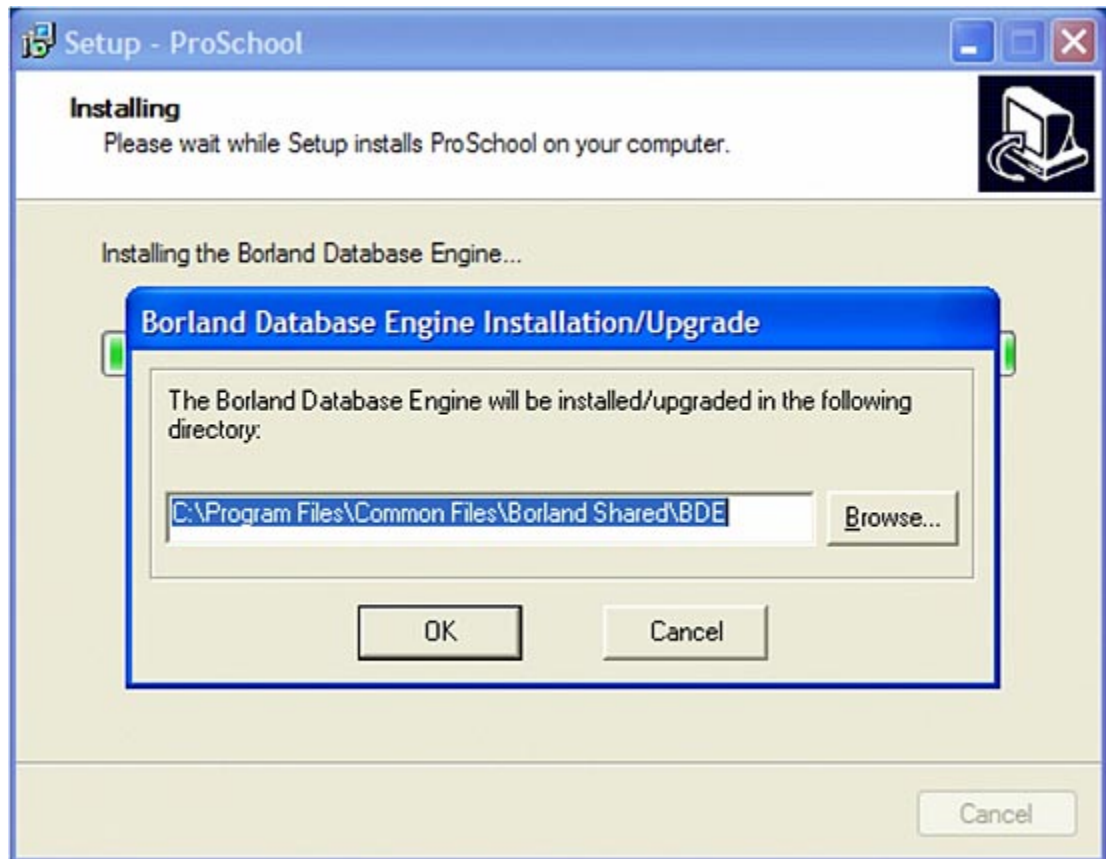 Setup - ProSchool
Installing
Please wait while Setup installs ProSchool on your computer.
Installing the Borland Database Engine...
Borland Database Engine Installation/Upgrade
The Borland Database Engine will be installed/upgraded in the following
directory:
C:\Program Files\Common Files\Borland Shared\BDE
Browse...
OK
Cancel
Cancel